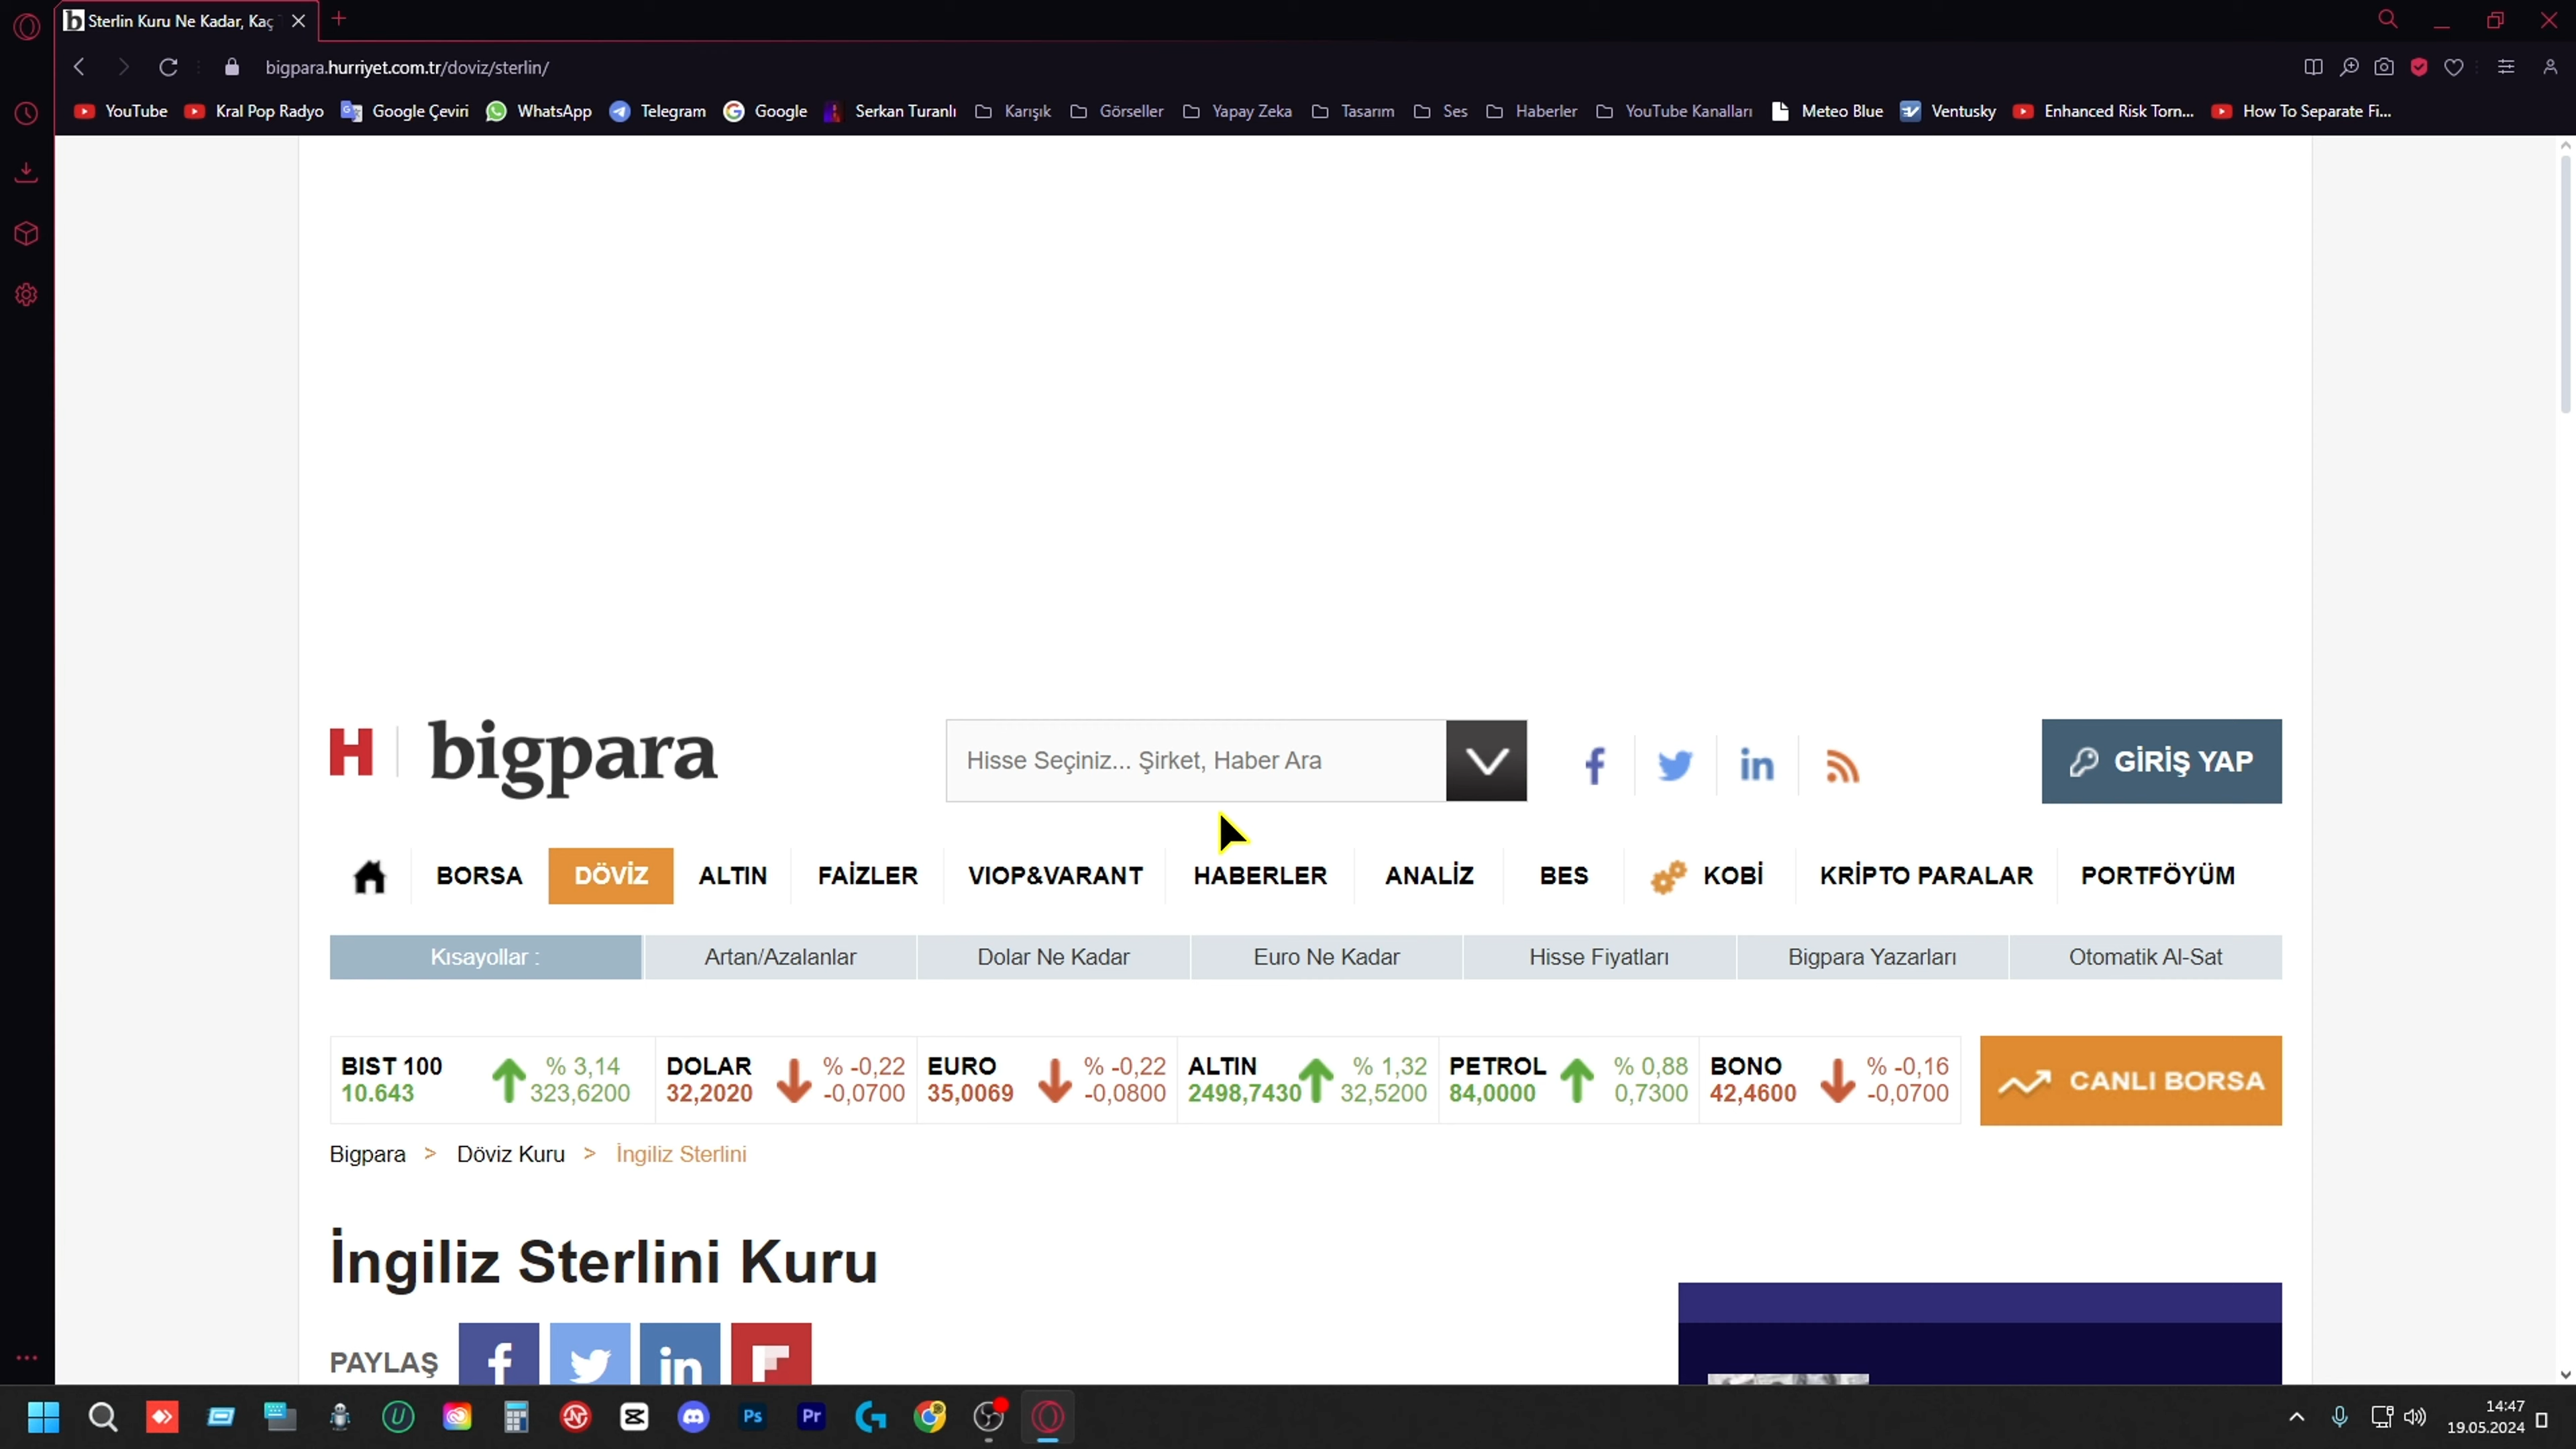 Sterlin Kuru Ne Kadar, Kaç
bigpara.hurriyet.com.tr/doviz/sterlin/
YouTube Kral Pop Radyo Google Çeviri WhatsApp Telegram Google Serkan Turanlı Karışık Görseller Yapay Zeka Tasarım Ses Haberler YouTube Kanalları Meteo Blue Ventusky Enhanced Risk Torn... How To Separate Fi...
H bigpara
Hisse Seçiniz... Şirket, Haber Ara
GİRİŞ YAP
BORSA DÖVİZ ALTIN FAİZLER VIOP&VARANT HABERLER ANALİZ BES KOBİ KRİPTO PARALAR PORTFÖYÜM
Kısayollar : Artan/Azalanlar Dolar Ne Kadar Euro Ne Kadar Hisse Fiyatları Bigpara Yazarları Otomatik Al-Sat
BIST 100 % 3,14 DOLAR % -0,22 EURO % -0,22 ALTIN % 1,32 PETROL % 0,88 BONO % -0,16
10.643 323,6200 32,2020 -0,0700 35,0069 -0,0800 2498,7430 32,5200 84,0000 0,7300 42,4600 -0,0700
CANLI BORSA
Bigpara > Döviz Kuru > İngiliz Sterlini
İngiliz Sterlini Kuru
PAYLAŞ
14:47
19.05.2024